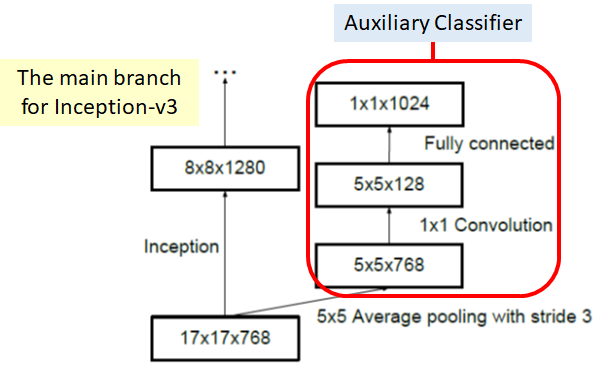 Auxiliary Classifier
The main branch
for Inception-v3
...
1x1x1024
Fully connected
8x8x1280
5x5x128
1x1 Convolution
Inception
5x5x768
5x5 Average pooling with stride 3
17x17x768